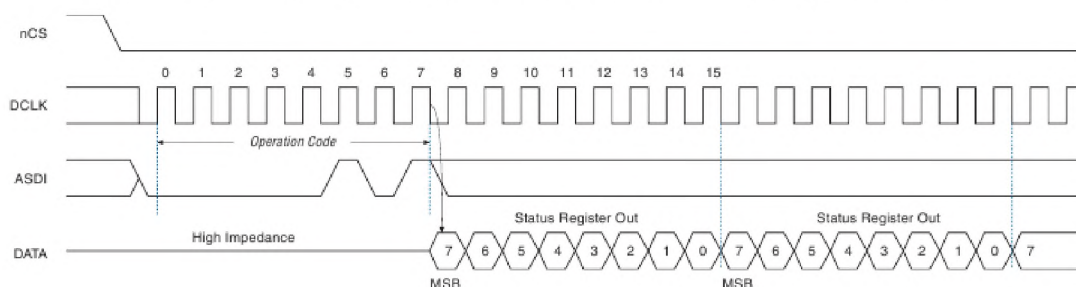 nCS
0 1 2 3 4 5 6 7 8 9 10 11 12 13 14 15
DCLK
Operation Code
ASDI
Status Register Out Status Register Out
High Impedance
DATA
7 6 5 4 3 2 1 0 7 6 5 4 3 2 1 0 7
MSB MSB